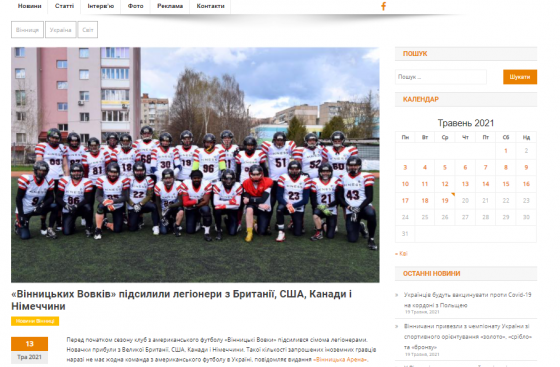 Новини Статті Інтерв'ю Фото Реклама Контакти
Вінниця Україна Світ
«Вінницьких Вовків» підсилили легіонери з Британії, США, Канади і
Німеччини
Новини Вінниці
13
Тра 2021
Перед початком сезону клуб з американського футболу «Вінницькі Вовки» підсилився сімома легіонерами.
Новачки прибули з Великої Британії, США, Канади і Німеччини. Такої кількості запрошених іноземних гравців
наразі не має жодна команда з американського футболу в Україні, повідомляє видання «Вінницька Арена».
ПОШУК
Пошук ...
Шукати
КАЛЕНДАР
Травень 2021
Пн Вт Ср Чт Пт Сб Нд
1 2
3 4 5 6 7 8 9
10 11 12 13 14 15 16
17 18 19 20 21 22 23
24 25 26 27 28 29 30
31
« Кві
ОСТАННІ НОВИНИ
Українців будуть вакцинувати проти Covid-19
на кордоні з Польщею
19 Травня, 2021
Вінничани привезли з чемпіонату України зі
спортивного орієнтування «золото», «срібло»
та «бронзу»
19 Травня, 2021